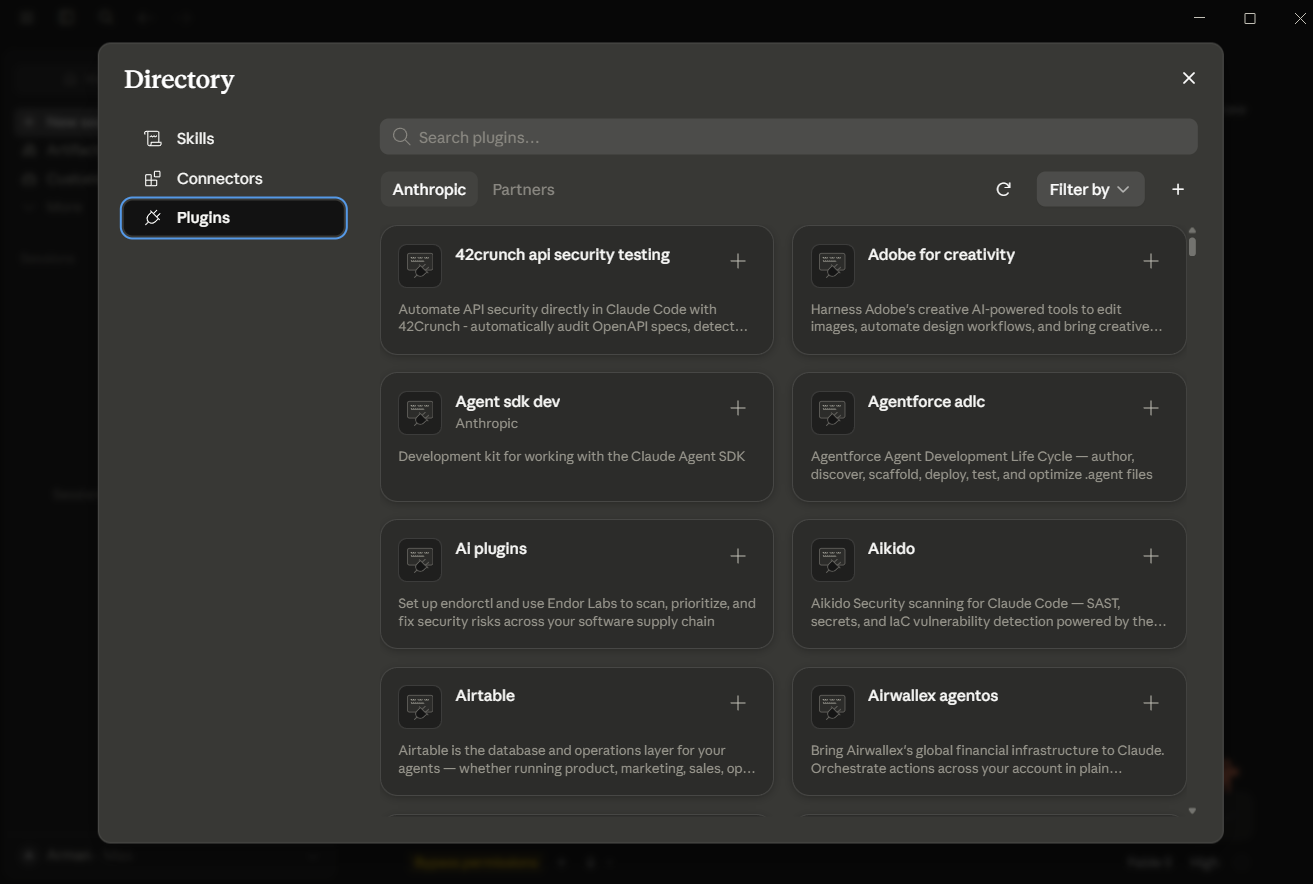 Directory
Skills
Connectors
Plugins
Search plugins...
Anthropic
Partners
Filter by
42crunch api security testing
Automate API security directly in Claude Code with
42Crunch - automatically audit OpenAPI specs, detect...
Adobe for creativity
Harness Adobe's creative AI-powered tools to edit
images, automate design workflows, and bring creative...
Agent sdk dev
Anthropic
Development kit for working with the Claude Agent SDK
Agentforce adlc
Agentforce Agent Development Life Cycle — author,
discover, scaffold, deploy, test, and optimize .agent files
Ai plugins
Set up endorctl and use Endor Labs to scan, prioritize, and
fix security risks across your software supply chain
Aikido
Aikido Security scanning for Claude Code — SAST,
secrets, and IaC vulnerability detection powered by the...
Airtable
Airtable is the database and operations layer for your
agents — whether running product, marketing, sales, op...
Airwallex agentos
Bring Airwallex's global financial infrastructure to Claude.
Orchestrate actions across your account in plain...
Bypass permissions